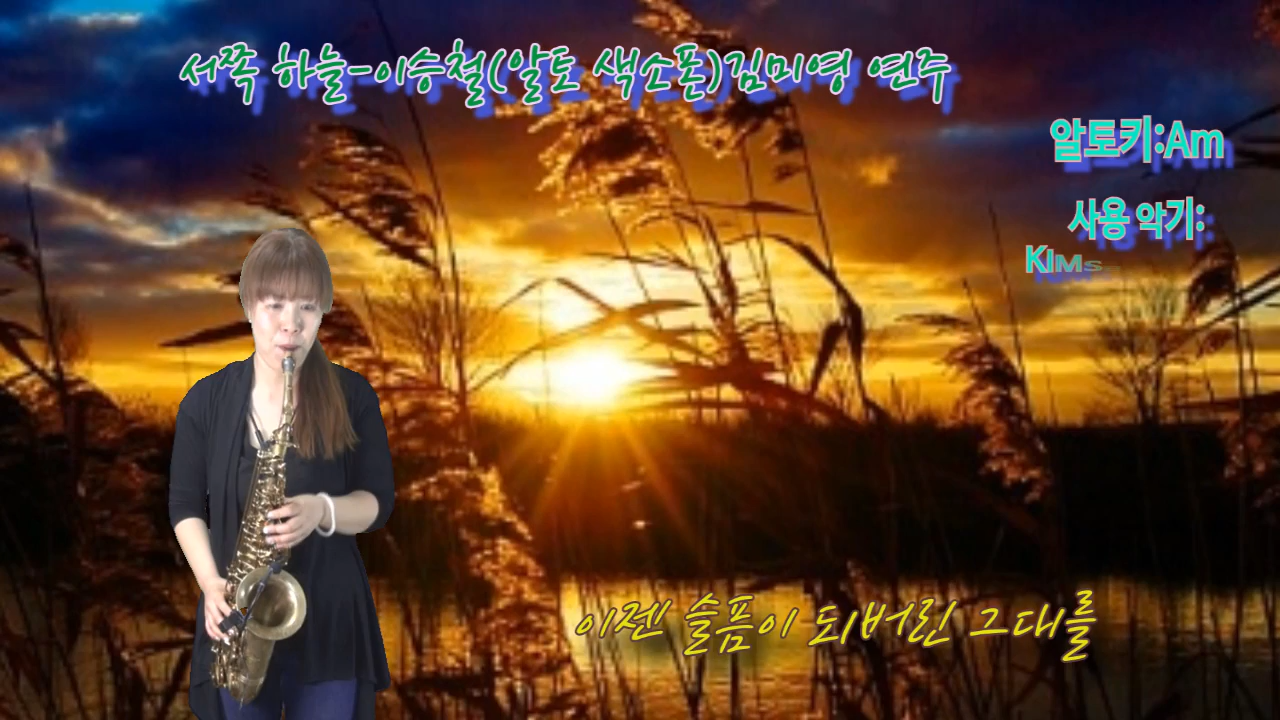 서쪽 하늘-이승철(알토 색소폰)김미영 연주
알토키:Am
사용 악기:
KIMS
이젠 슬픔이 되버린 그대를